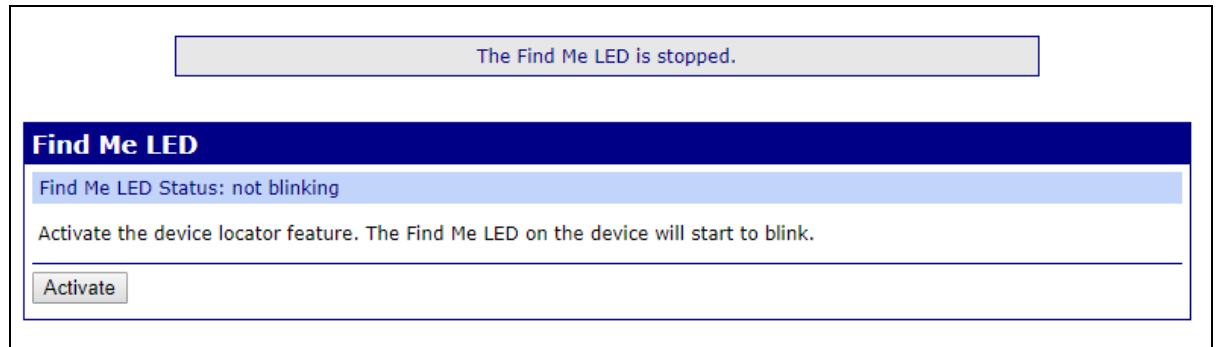 The Find Me LED is stopped.
Find Me LED
Find Me LED Status: not blinking
Activate the device locator feature. The Find Me LED on the device will start to blink.
Activate